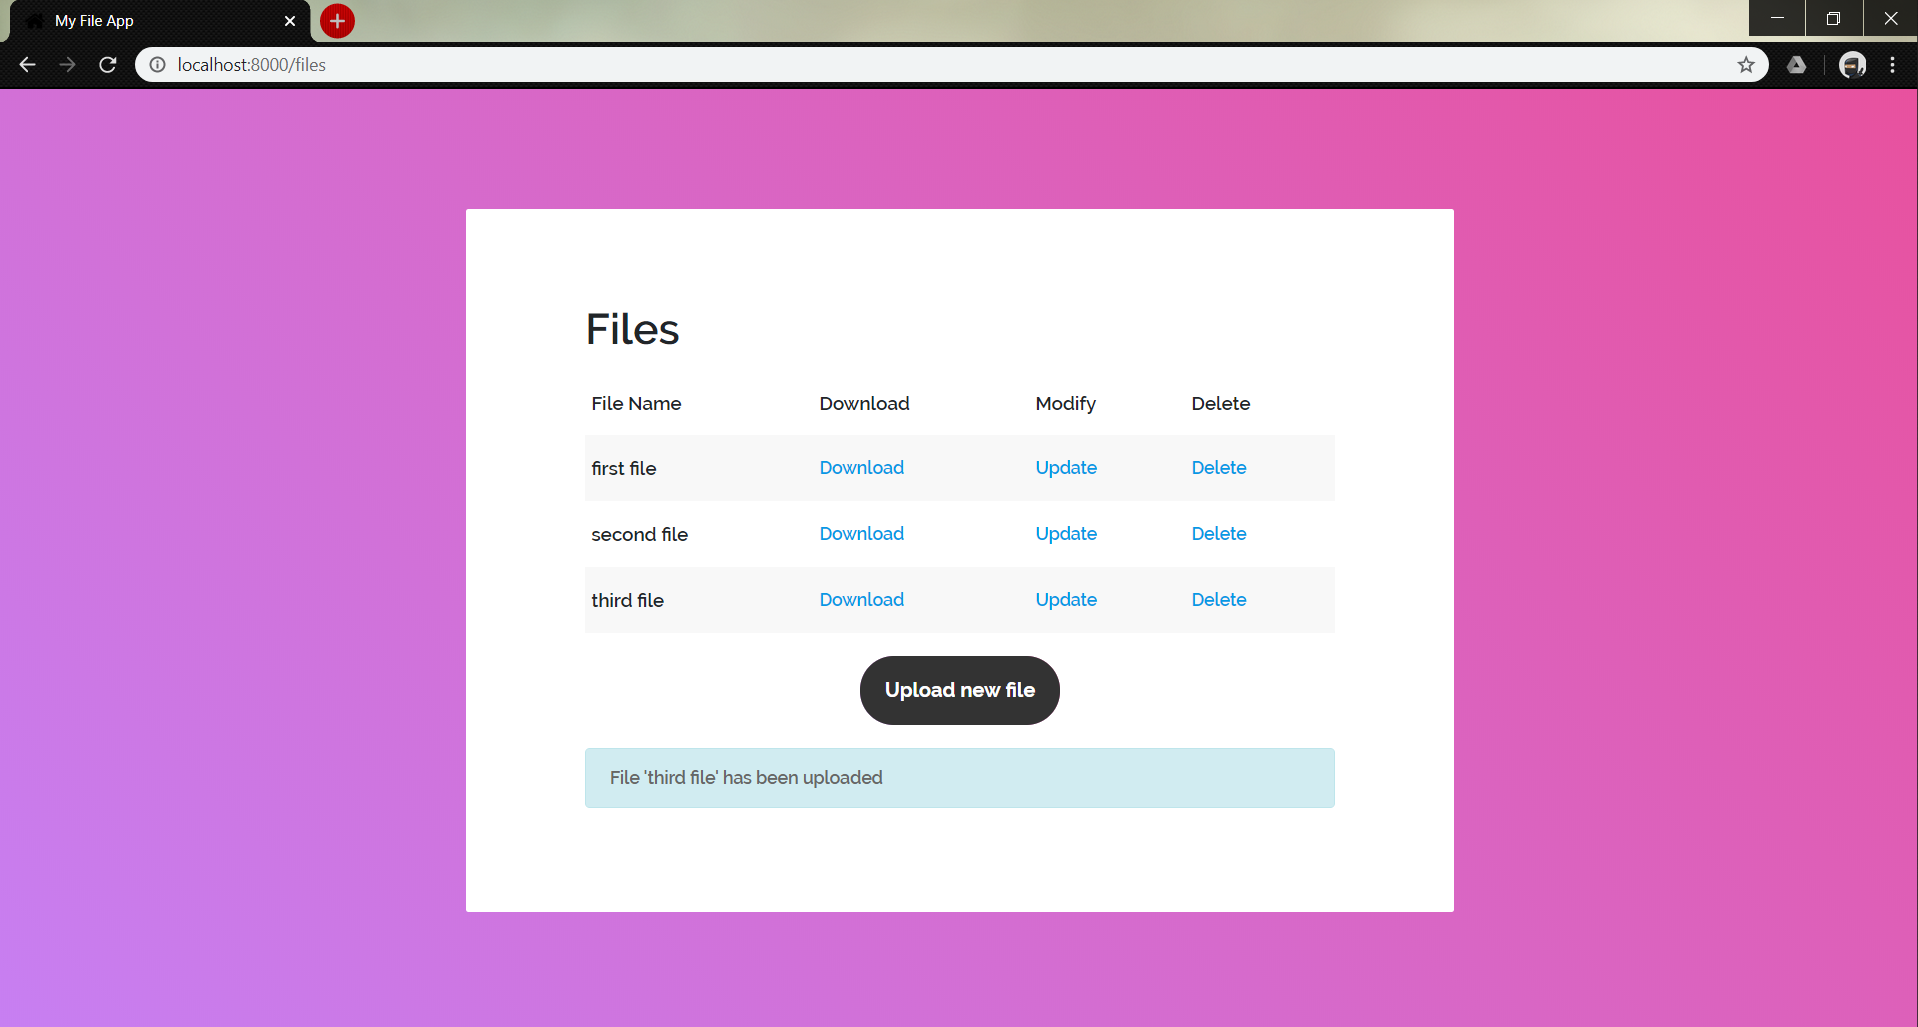 My File App
localhost:8000/files
Files
File Name Download Modify Delete
first file Download Update Delete
second file Download Update Delete
third file Download Update Delete
Upload new file
File 'third file' has been uploaded